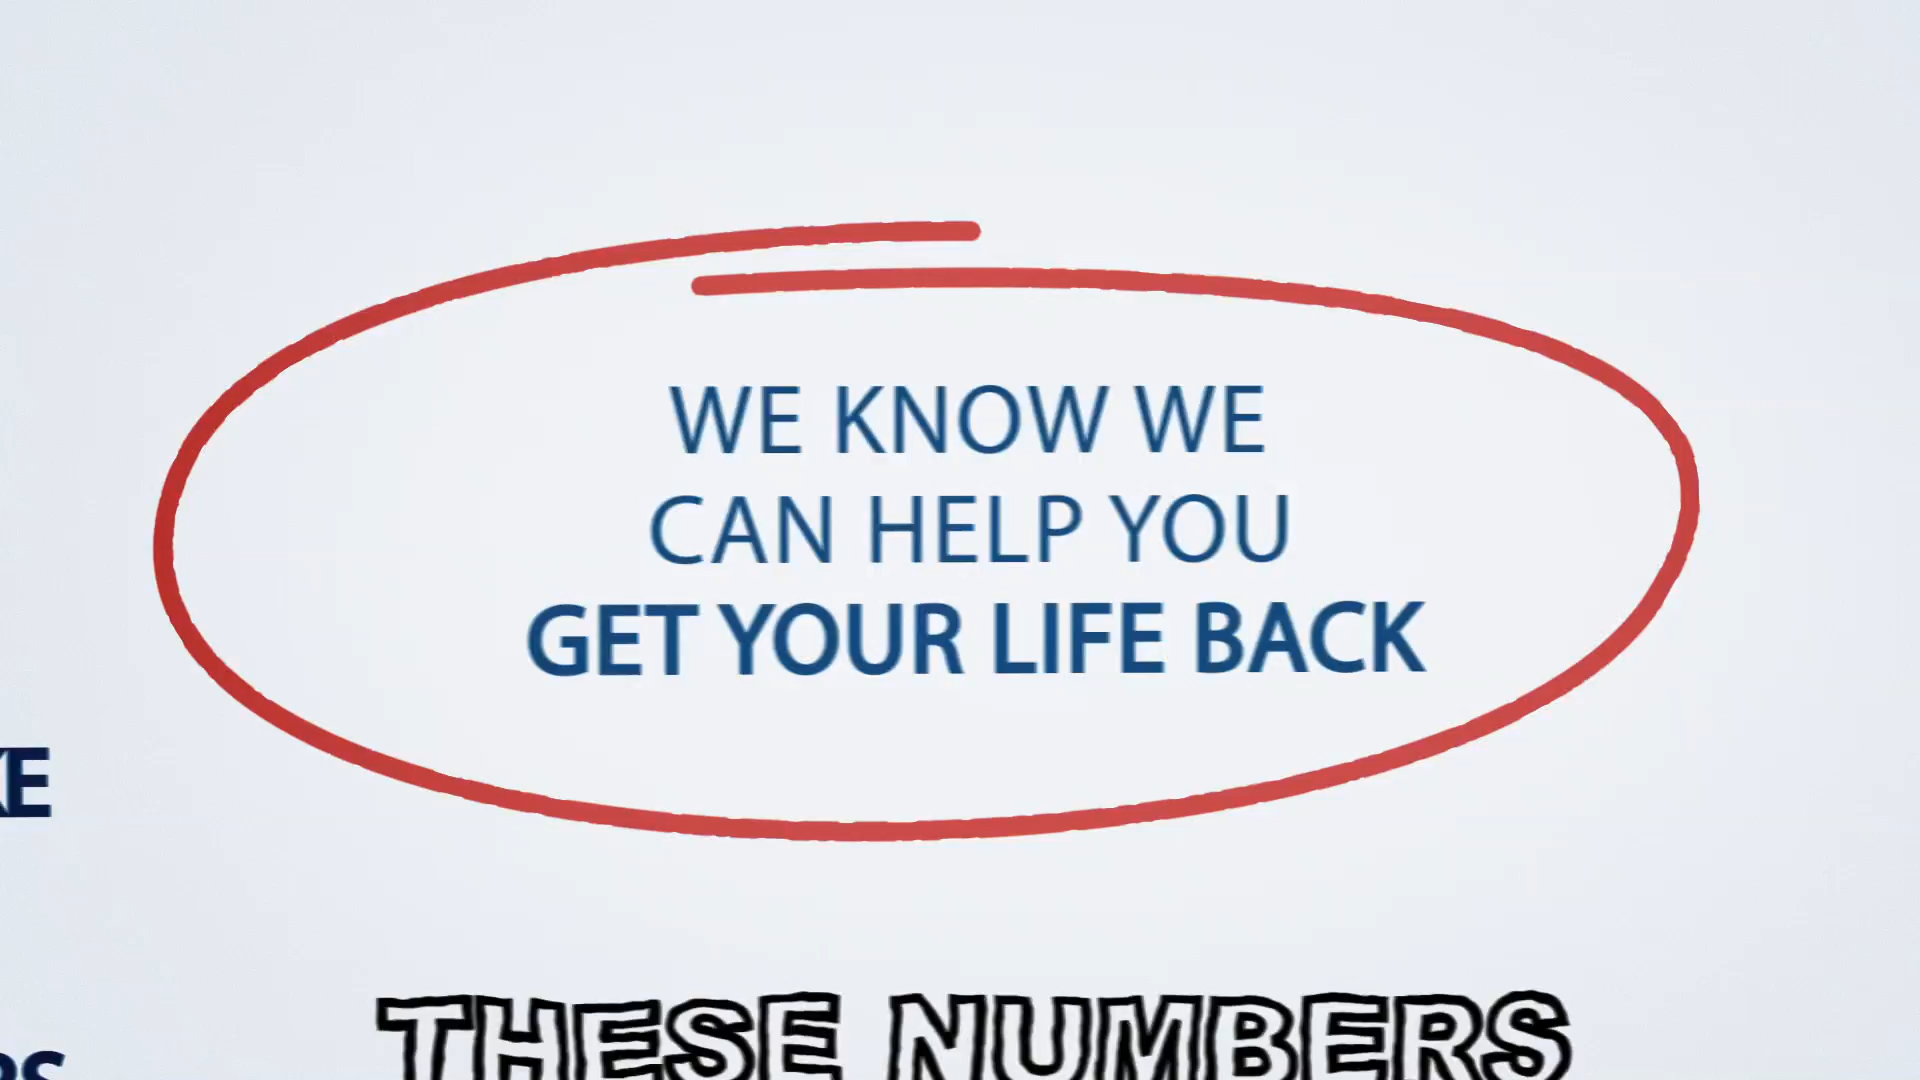 WE KNOW WE
CAN HELP YOU
GET YOUR LIFE BACK
THESE NUMBERS